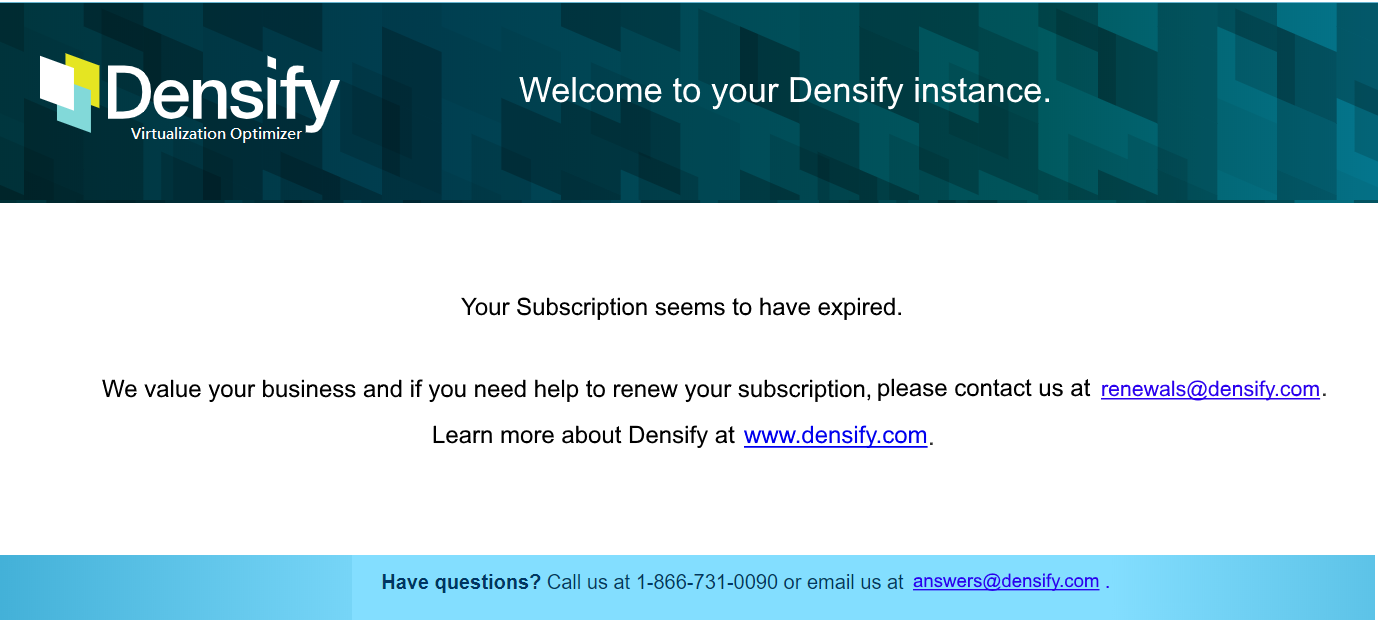 Densify
Virtualization Optimizer
Welcome to your Densify instance.
Your Subscription seems to have expired.
We value your business and if you need help to renew your subscription, please contact us at renewals@densify.com.
Learn more about Densify at www.densify.com.
Have questions? Call us at 1-866-731-0090 or email us at answers@densify.com .